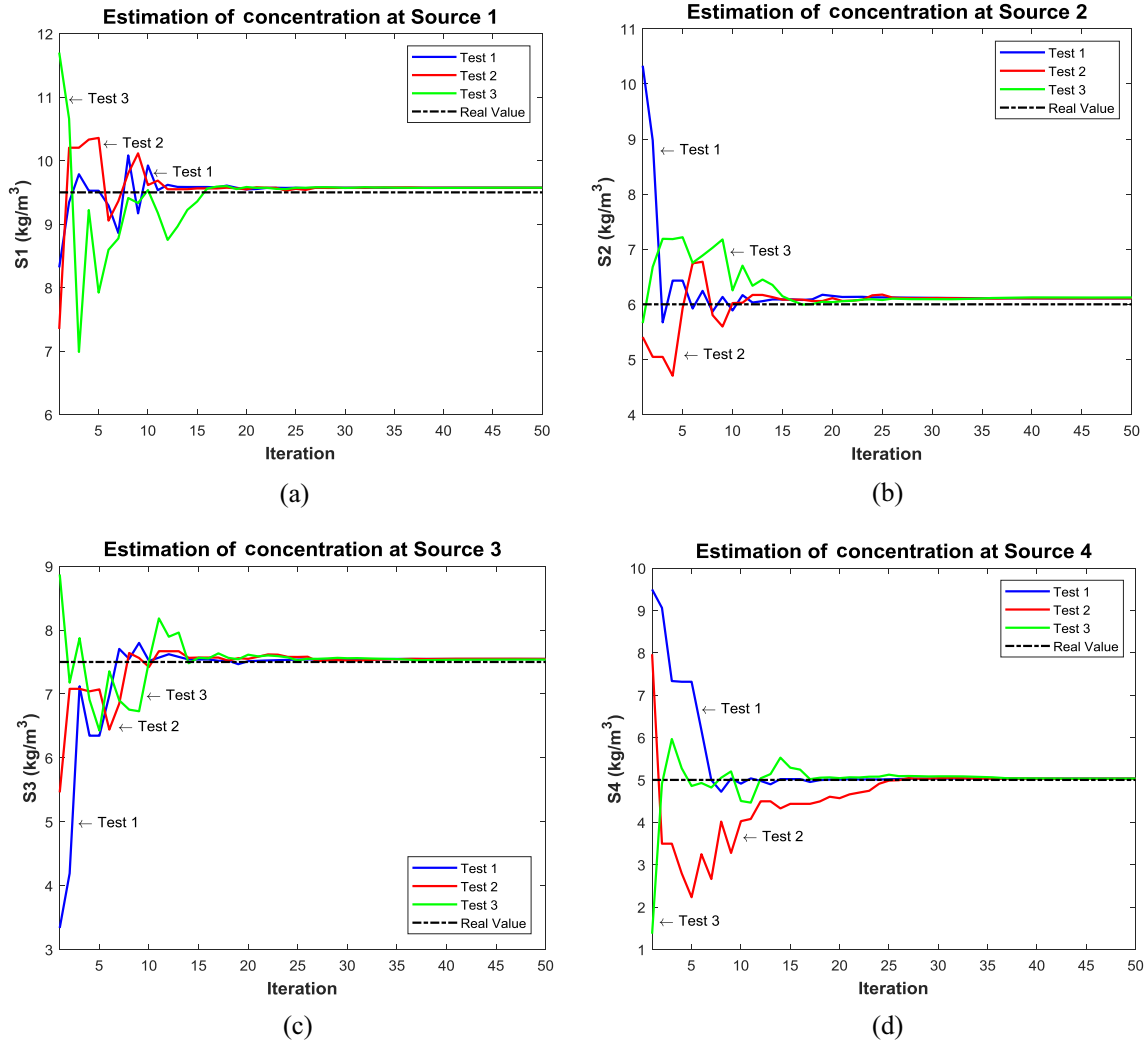 Estimation of concentration at Source 1
12
11
10
9
8
7
6
S1 (kg/m3)
5 10 15 20 25 30 35 40 45 50
Iteration
Test 1
Test 2
Test 3
Real Value
← Test 3
← Test 2
← Test 1
(a)
Estimation of concentration at Source 2
11
10
9
8
7
6
5
4
S2 (kg/m3)
5 10 15 20 25 30 35 40 45 50
Iteration
Test 1
Test 2
Test 3
Real Value
← Test 1
← Test 3
← Test 2
(b)
Estimation of concentration at Source 3
9
8
7
6
5
4
3
S3 (kg/m3)
5 10 15 20 25 30 35 40 45 50
Iteration
← Test 3
← Test 2
← Test 1
Test 1
Test 2
Test 3
Real Value
(c)
Estimation of concentration at Source 4
10
9
8
7
6
5
4
3
2
1
S4 (kg/m3)
5 10 15 20 25 30 35 40 45 50
Iteration
Test 1
Test 2
Test 3
Real Value
← Test 1
← Test 2
← Test 3
(d)